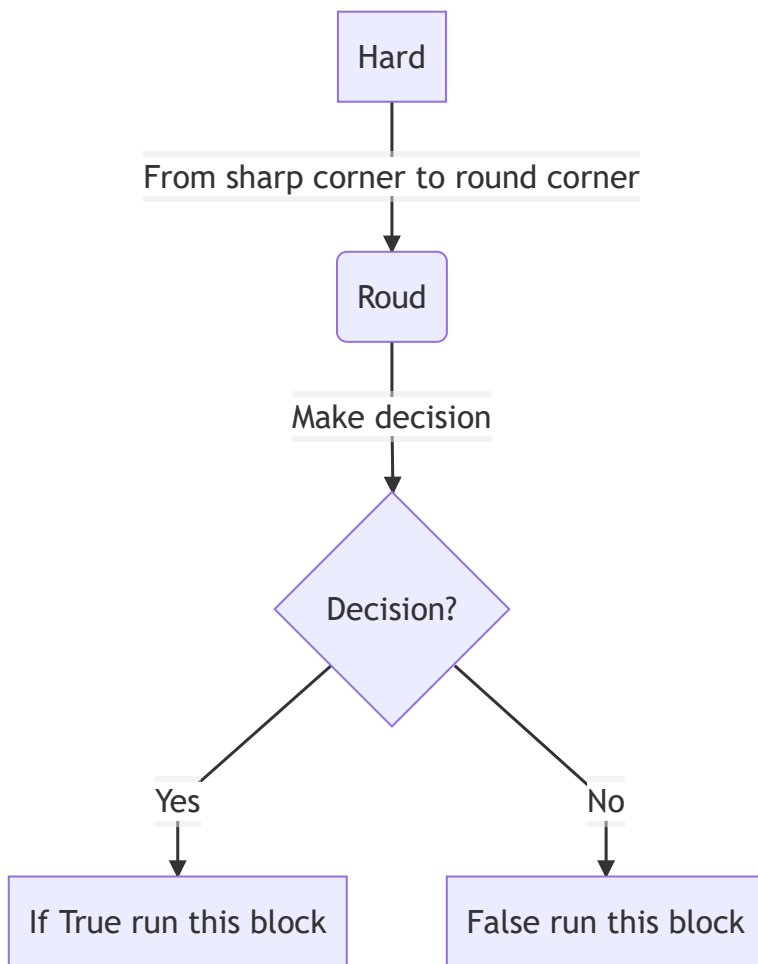 Hard
From sharp corner to round corner
Roud
Make decision
Decision?
Yes
No
If True run this block
False run this block